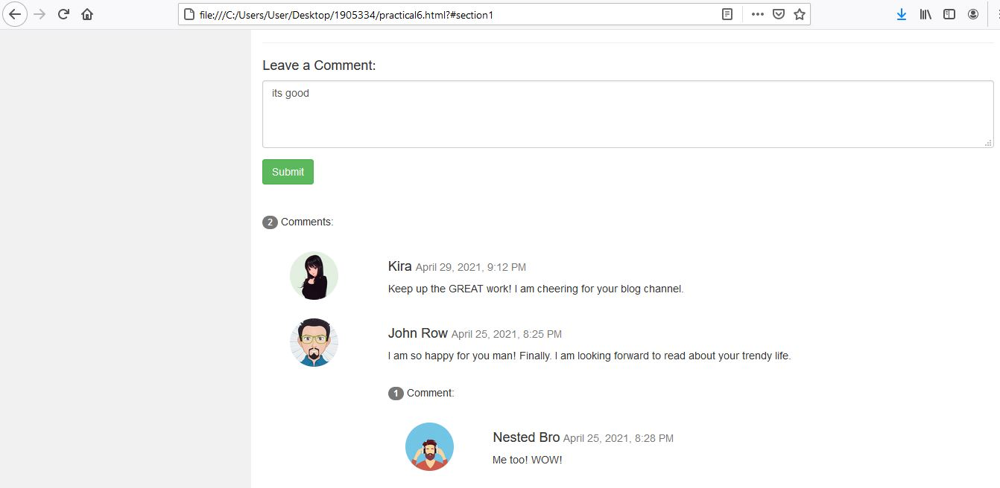 file:///C:/Users/User/Desktop/1905334/practical6.html?#section1
Leave a Comment:
its good
Submit
2 Comments:
Kira April 29, 2021, 9:12 PM
Keep up the GREAT work! I am cheering for your blog channel.
John Row April 25, 2021, 8:25 PM
I am so happy for you man! Finally. I am looking forward to read about your trendy life.
1 Comment:
Nested Bro April 25, 2021, 8:28 PM
Me too! WOW!